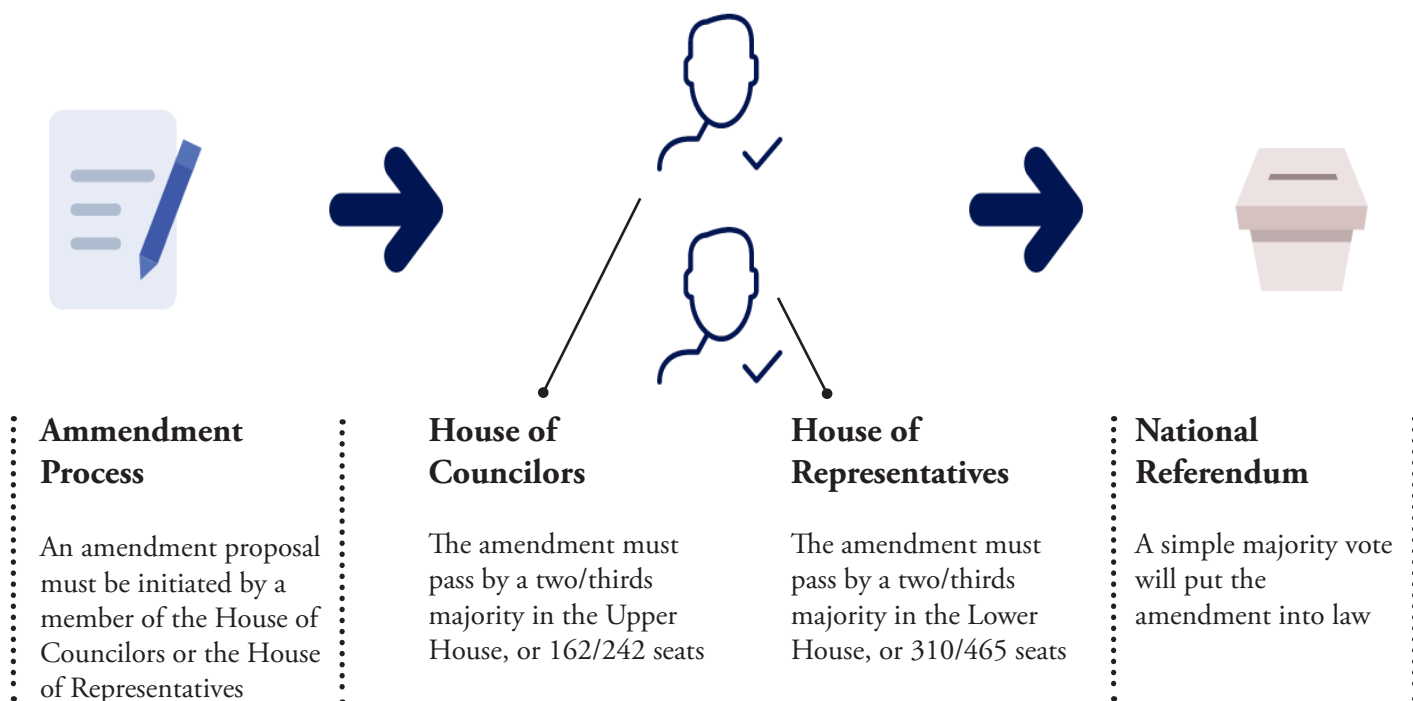 Ammendment
Process
An amendment proposal
must be initiated by a
member of the House of
Councilors or the House
of Representatives
House of
Councilors
The amendment must
pass by a two/thirds
majority in the Upper
House, or 162/242 seats
House of
Representatives
The amendment must
pass by a two/thirds
majority in the Lower
House, or 310/465 seats
National
Referendum
A simple majority vote
will put the
amendment into law